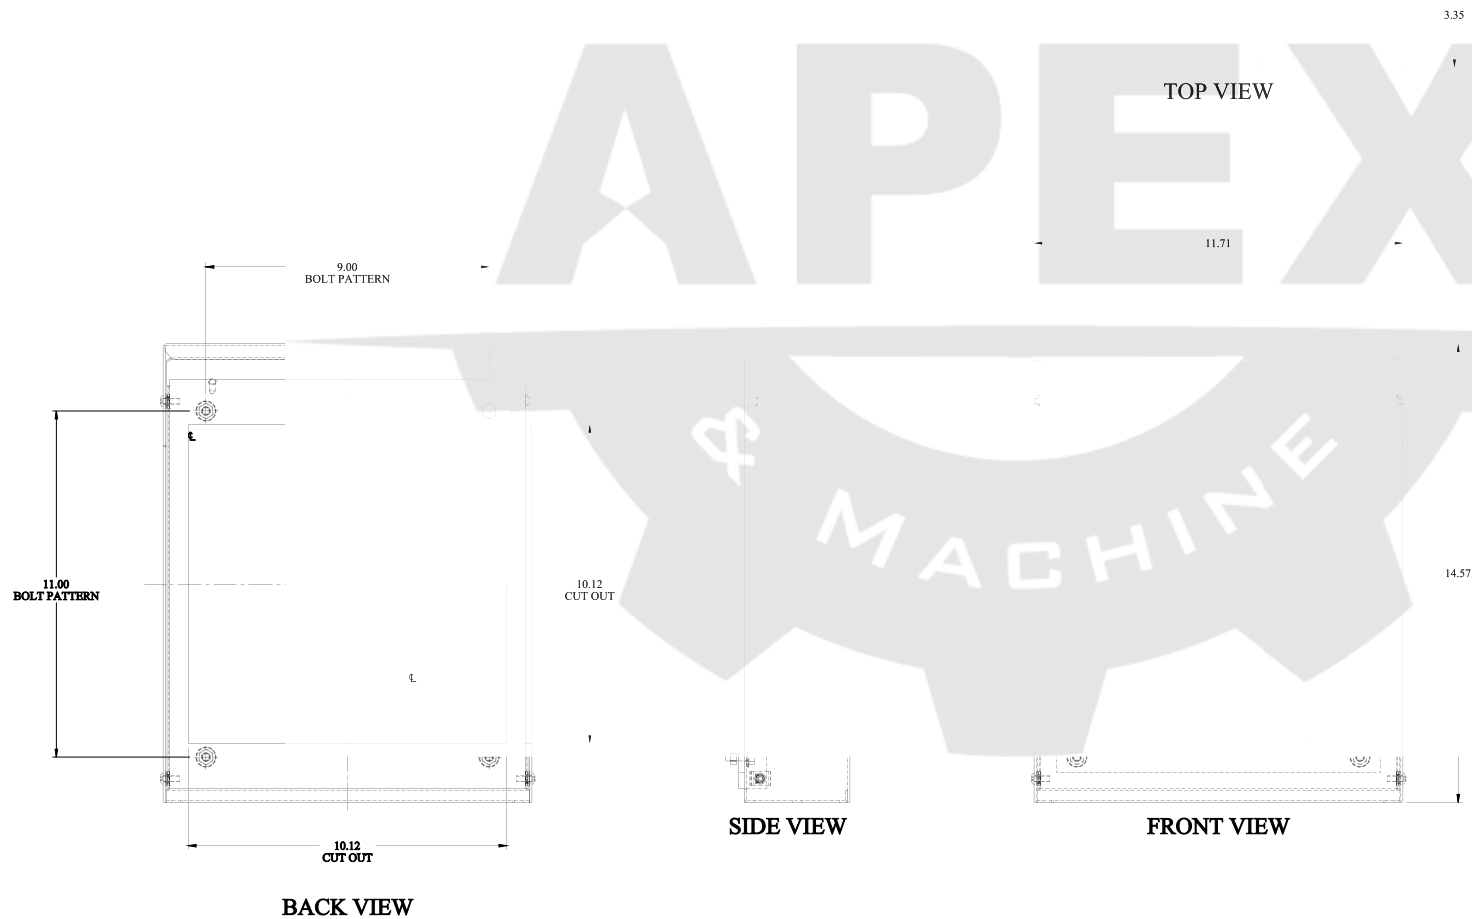 3.35
APEX
TOP VIEW
11.71
9.00
BOLT PATTERN
& MACHINE
℄
11.00
BOLT PATTERN
10.12
CUT OUT
14.57
℄
SIDE VIEW
FRONT VIEW
10.12
CUT OUT
BACK VIEW